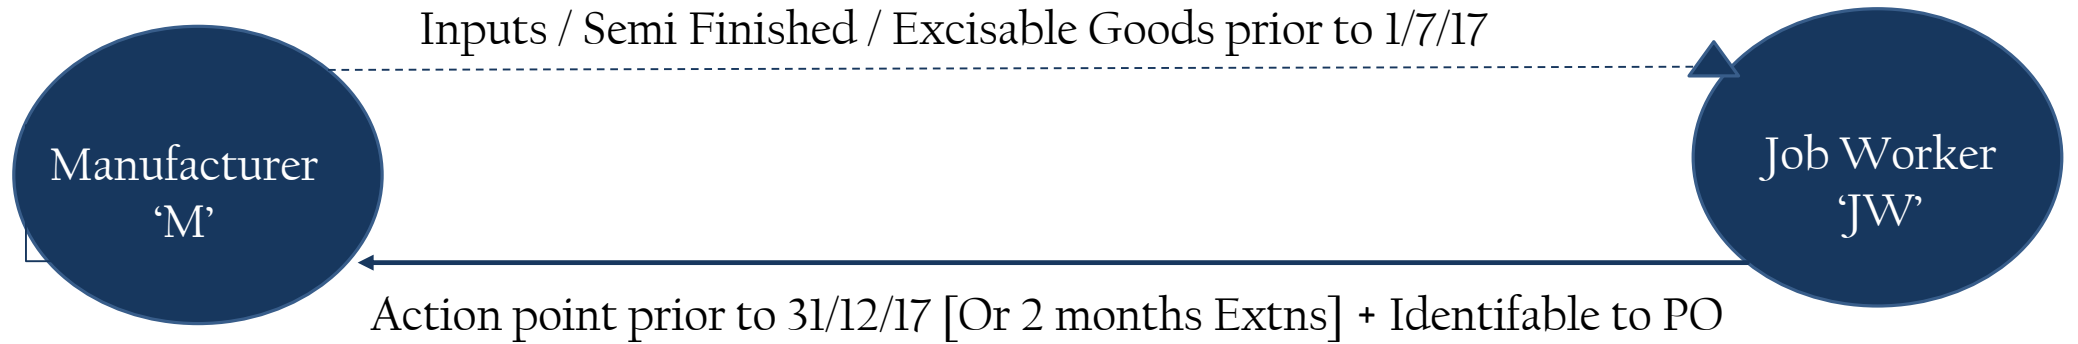 Inputs / Semi Finished / Excisable Goods prior to 1/7/17
Manufacturer
‘M’
Job Worker
‘JW’
Action point prior to 31/12/17 [Or 2 months Extns] + Identifable to PO